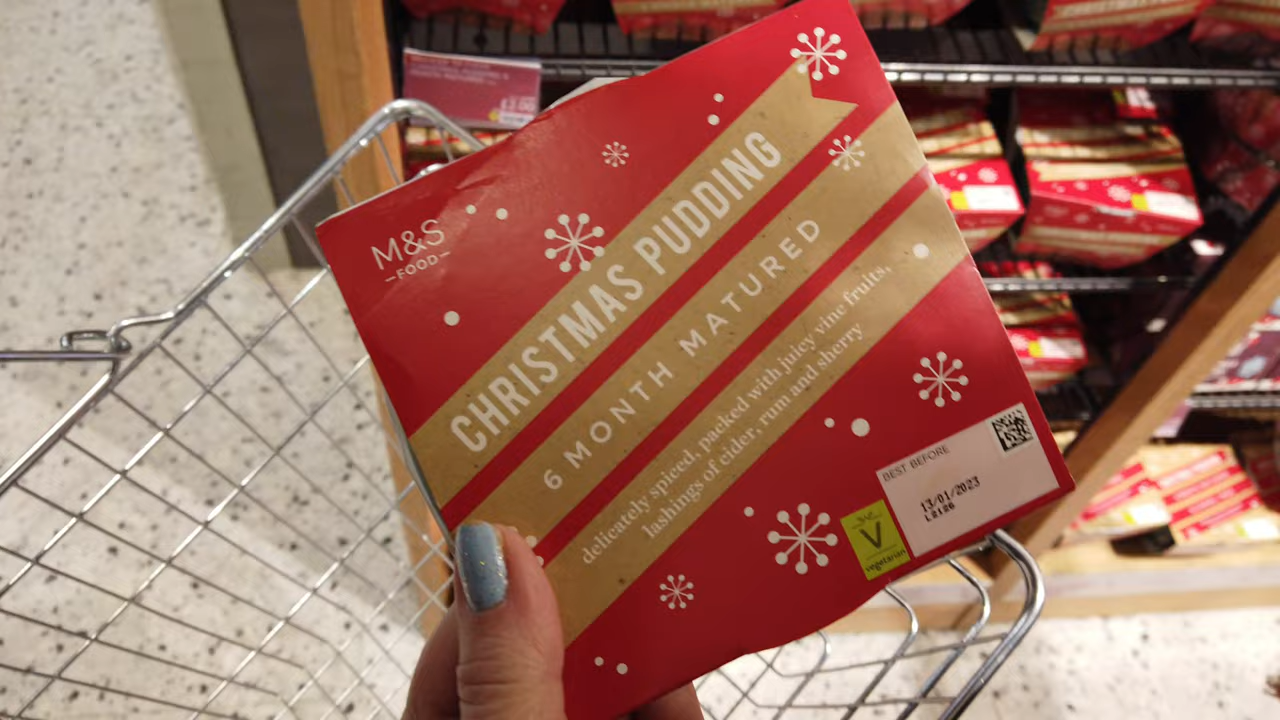 M&S
FOOD
CHRISTMAS PUDDING
6 MONTH MATURED
delicately spiced, packed with juicy vine fruits,
lashings of cider, rum and sherry
BEST BEFORE
13/01/2023
L2126
V
vegetarian